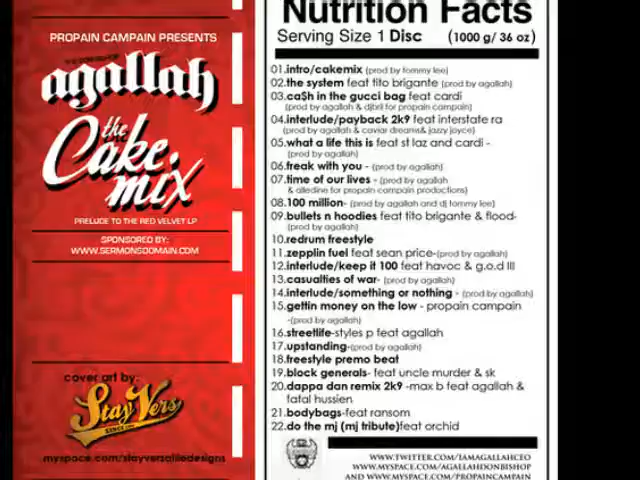 PROPAIN CAMPAIN PRESENTS
agallah
the
Cake
mix
PRELUDE TO THE RED VELVET LP
SPONSORED BY:
WWW.SERMONSDOMAIN.COM
cover art by:
Stay Vers
myspace.com/stayversatiledesigns
Nutrition Facts
Serving Size 1 Disc (1000 g/ 36 oz)
01.intro/cakemix (prod by tommy lee)
02.the system feat tito brigante (prod by agallah)
03.ca$h in the gucci bag feat cardi
(prod by agallah & djbril for propain campain)
04.interlude/payback 2k9 feat interstate ra
(prod by agallah & caviar dreams& jazzy joyce)
05.what a life this is feat st laz and cardi -
(prod by agallah)
06.freak with you - (prod by agallah)
07.time of our lives - (prod by agallah
& alledine for propain campain productions)
08.100 million- (prod by agallah and dj tommy lee)
09.bullets n hoodies feat tito brigante & flood-
(prod by agallah)
10.redrum freestyle
11.zepplin fuel feat sean price-(prod by agallah)
12.interlude/keep it 100 feat havoc & g.o.d III
13.casualties of war- (prod by agallah)
14.interlude/something or nothing - (prod by agallah)
15.gettin money on the low - propain campain
-(prod by agallah)
16.streetlife-styles p feat agallah
17.upstanding-(prod by agallah)
18.freestyle premo beat
19.block generals- feat uncle murder & sk
20.dappa dan remix 2k9 -max b feat agallah &
fatal hussien
21.bodybags-feat ransom
22.do the mj (mj tribute)feat orchid
WWW.TWITTER.COM/IAMAGALLAHCEO
WWW.MYSPACE.COM/AGALLAHDONBISHOP
AND WWW.MYSPACE.COM/PROPAINCAMPAIN